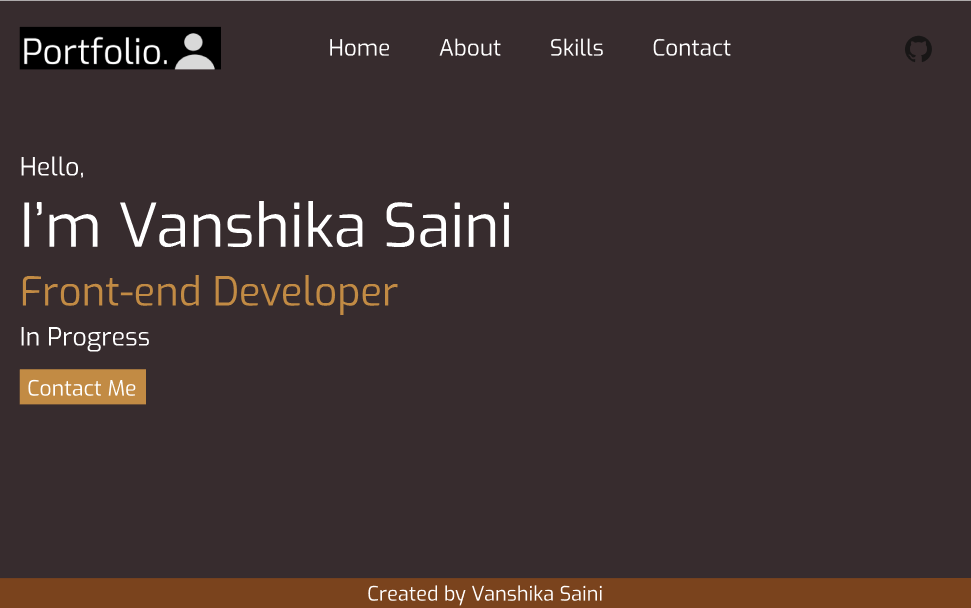 Portfolio.
Home About Skills Contact
Hello,
I'm Vanshika Saini
Front-end Developer
In Progress
Contact Me
Created by Vanshika Saini